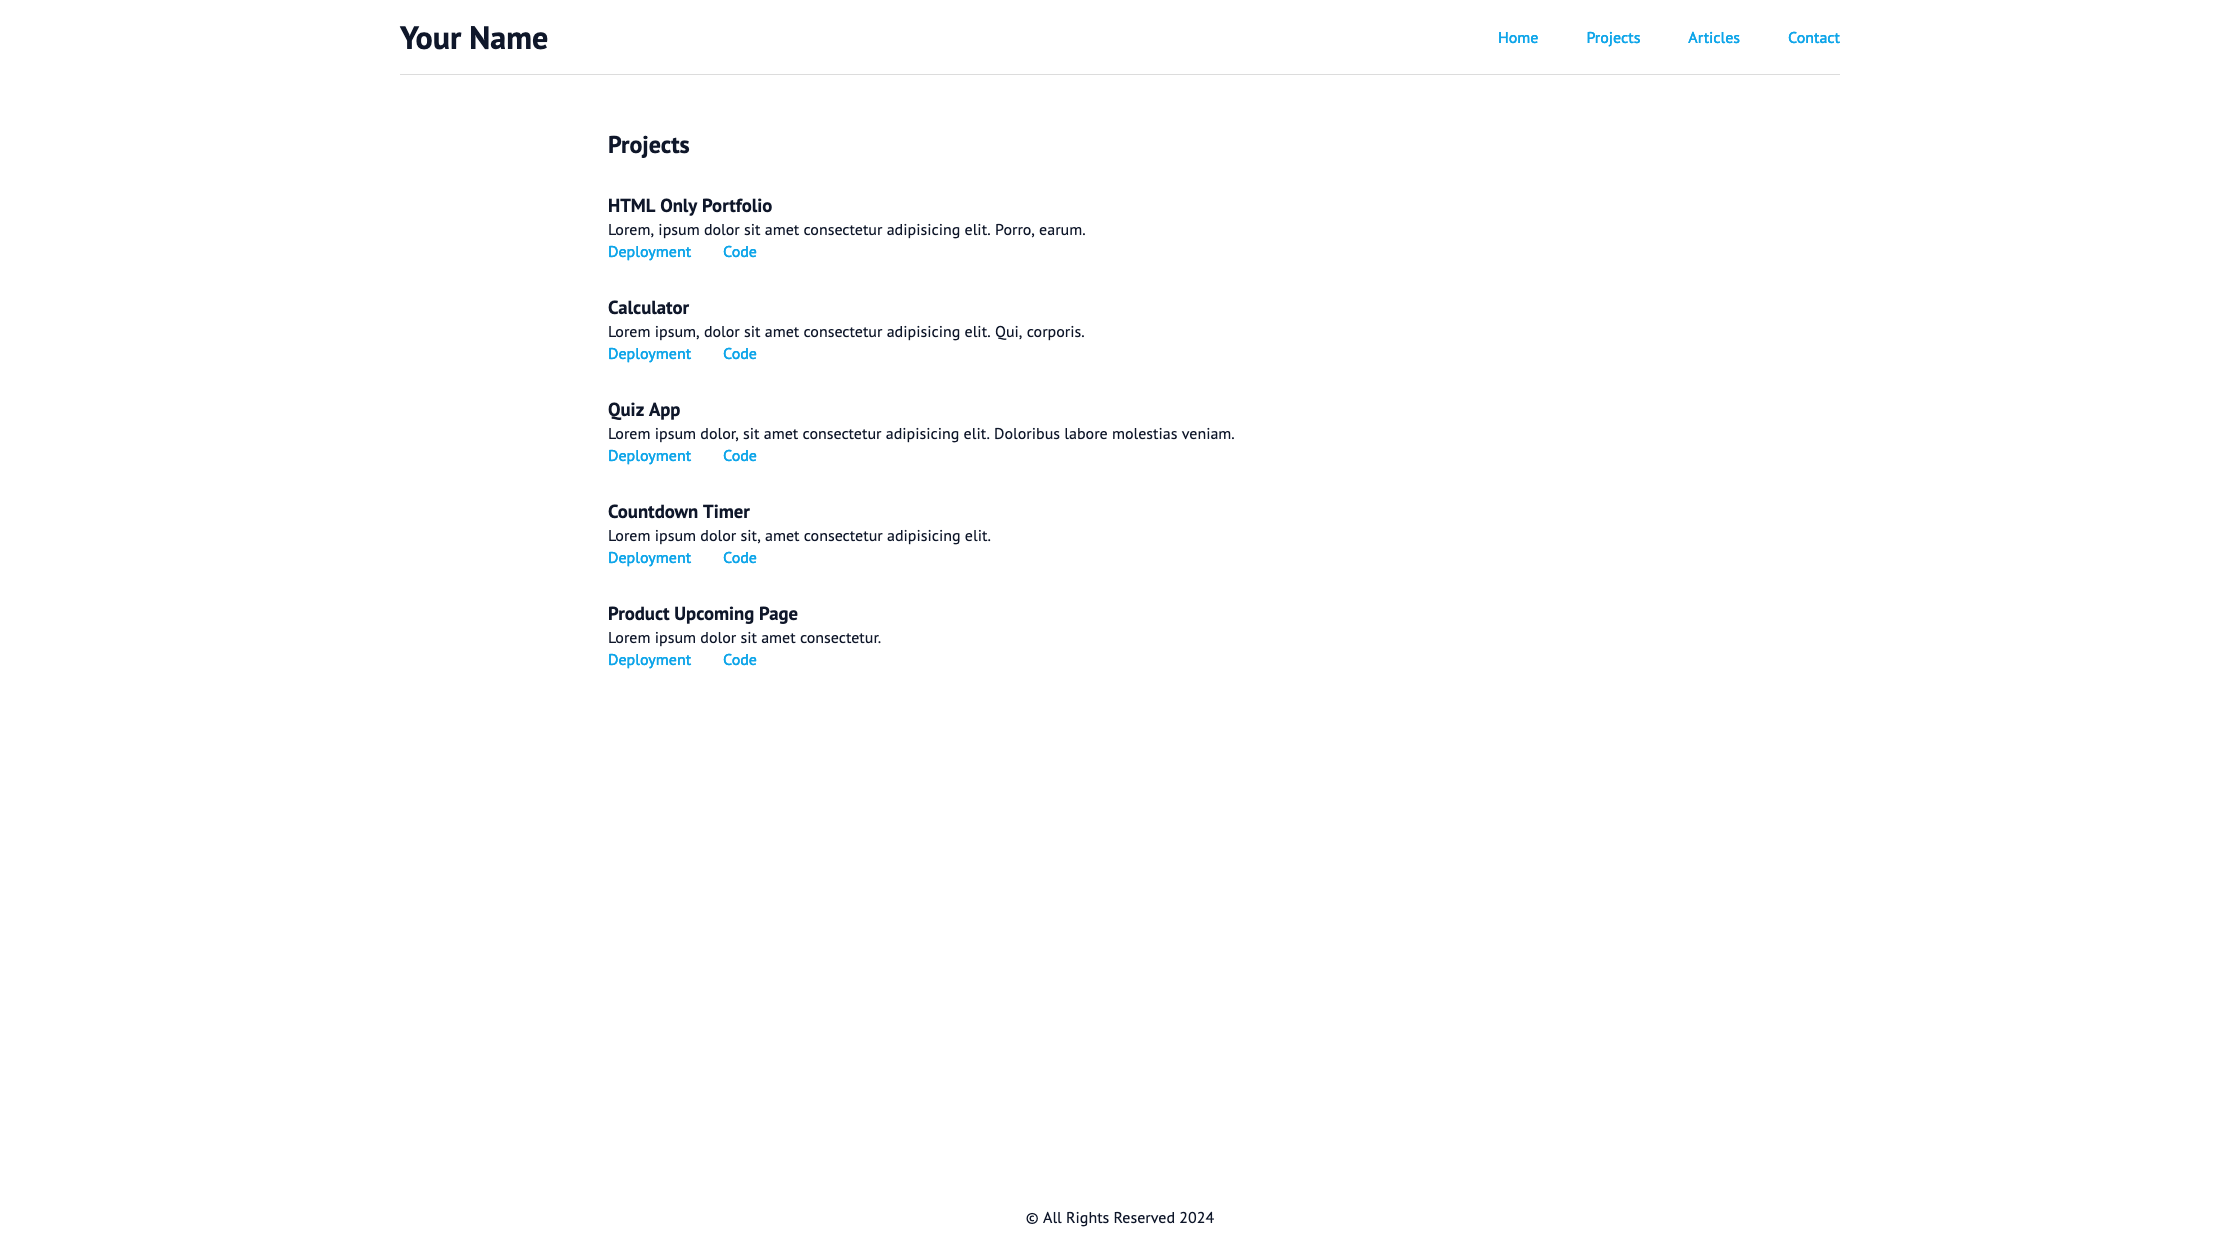 Your Name
Home Projects Articles Contact
Projects
HTML Only Portfolio
Lorem, ipsum dolor sit amet consectetur adipisicing elit. Porro, earum.
Deployment Code
Calculator
Lorem ipsum, dolor sit amet consectetur adipisicing elit. Qui, corporis.
Deployment Code
Quiz App
Lorem ipsum dolor, sit amet consectetur adipisicing elit. Doloribus labore molestias veniam.
Deployment Code
Countdown Timer
Lorem ipsum dolor sit, amet consectetur adipisicing elit.
Deployment Code
Product Upcoming Page
Lorem ipsum dolor sit amet consectetur.
Deployment Code
© All Rights Reserved 2024